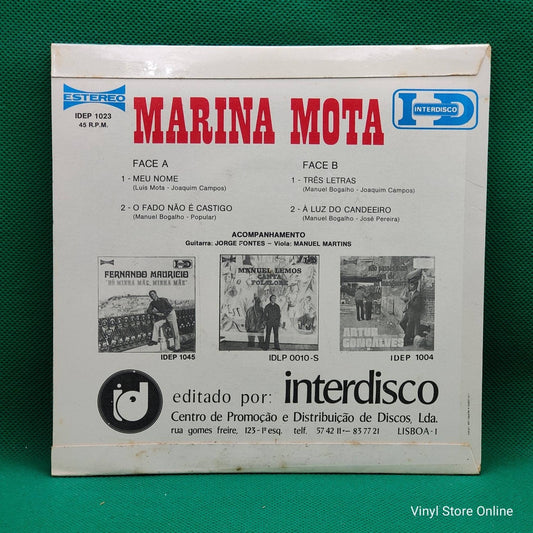 ESTEREO
IDEP 1023
45 R.P.M.
MARINA MOTA
INTERDISCO
FACE A
1 - MEU NOME
(Luis Mota - Joaquim Campos)
2 - O FADO NÃO É CASTIGO
(Manuel Bogalho - Popular)
FACE B
1 - TRÊS LETRAS
(Manuel Bogalho - Joaquim Campos)
2 - À LUZ DO CANDEEIRO
(Manuel Bogalho - José Pereira)
ACOMPANHAMENTO
Guitarra: JORGE FONTES - Viola: MANUEL MARTINS
FERNANDO MAURICIO
"Ó MINHA MÃE, MINHA MÃE"
IDEP 1045
MANUEL LEMOS
CANTA
FOLCLORE
IDLP 0010-S
ARTUR
GONÇALVES
IDEP 1004
id
editado por: interdisco
Centro de Promoção e Distribuição de Discos, Lda.
rua gomes freire, 123-1º esq. telf. 57 42 11 - 83 77 21 LISBOA-1
Vinyl Store Online